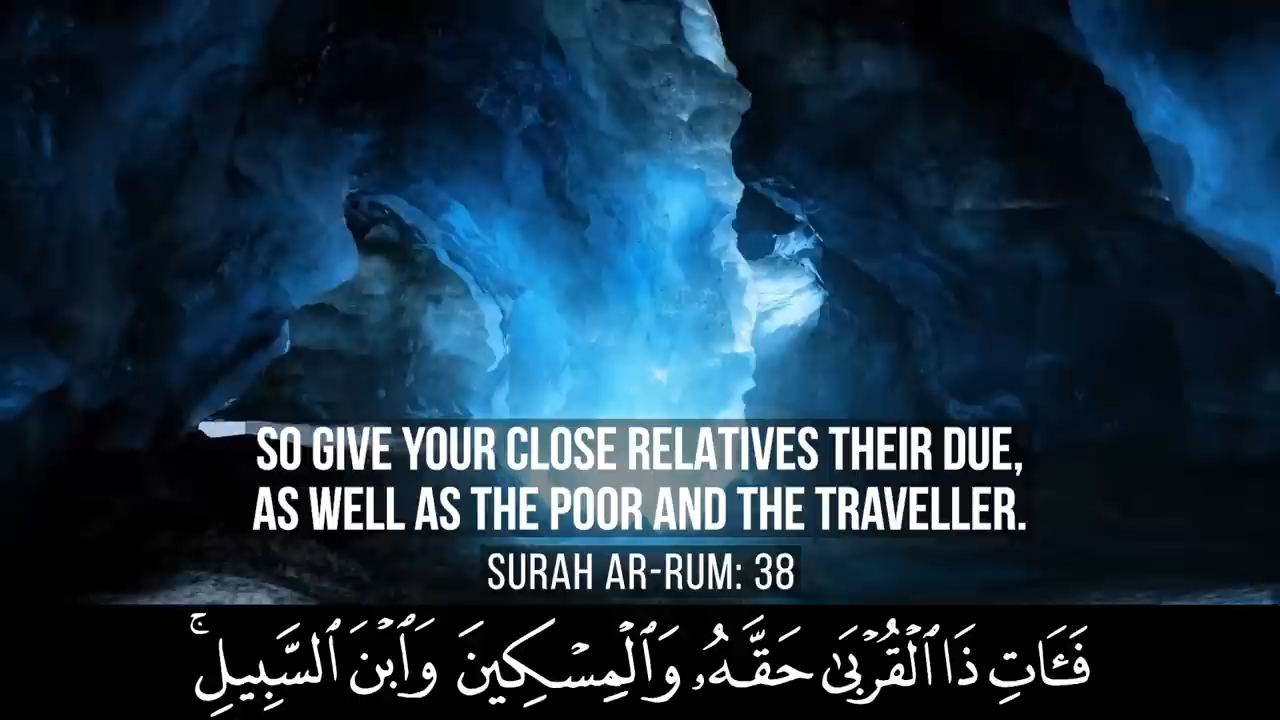 SO GIVE YOUR CLOSE RELATIVES THEIR DUE,
AS WELL AS THE POOR AND THE TRAVELLER.
SURAH AR-RUM: 38
فَـَٔاتِ ذَا ٱلْقُرْبَىٰ حَقَّهُۥ وَٱلْمِسْكِينَ وَٱبْنَ ٱلسَّبِيلِ ۚ